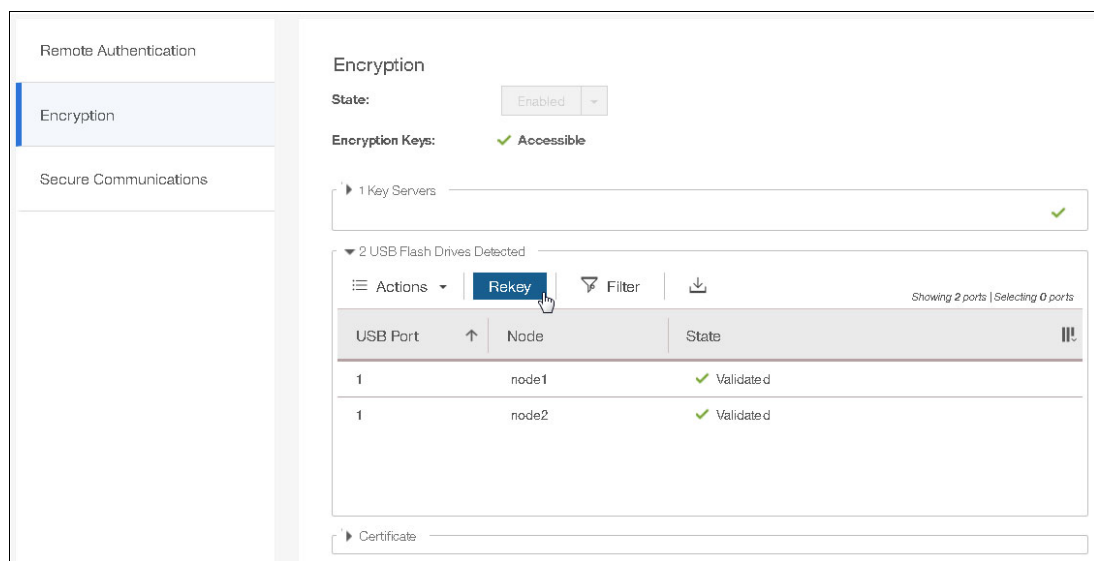 Remote Authentication
Encryption
Secure Communications
Encryption
State: Enabled
Encryption Keys: Accessible
1 Key Servers
2 USB Flash Drives Detected
Actions Rekey Filter
Showing 2 ports | Selecting 0 ports
USB Port Node State
1 node1 Validated
1 node2 Validated
Certificate